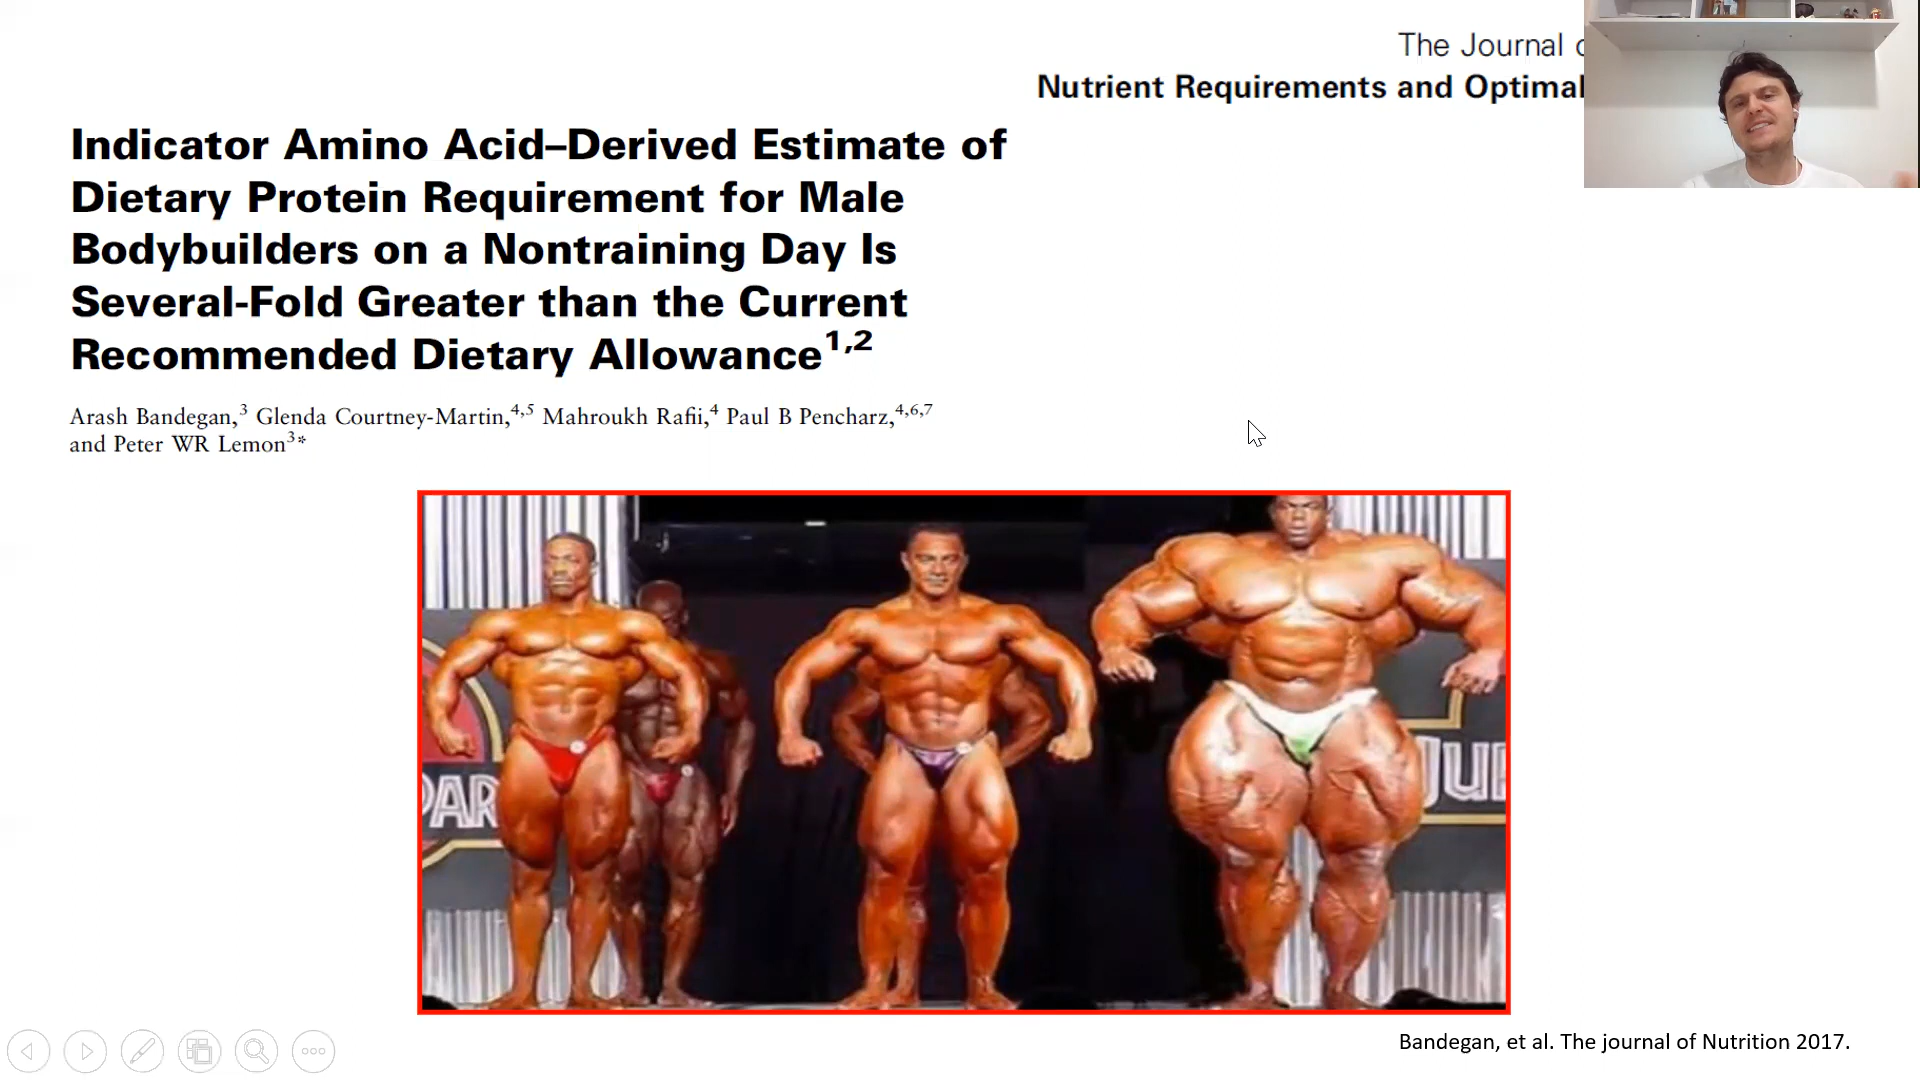 The Journal
Nutrient Requirements and Optimal
Indicator Amino Acid–Derived Estimate of
Dietary Protein Requirement for Male
Bodybuilders on a Nontraining Day Is
Several-Fold Greater than the Current
Recommended Dietary Allowance1,2
Arash Bandegan,3 Glenda Courtney-Martin,4,5 Mahroukh Rafii,4 Paul B Pencharz,4,6,7
and Peter WR Lemon3*
Bandegan, et al. The journal of Nutrition 2017.